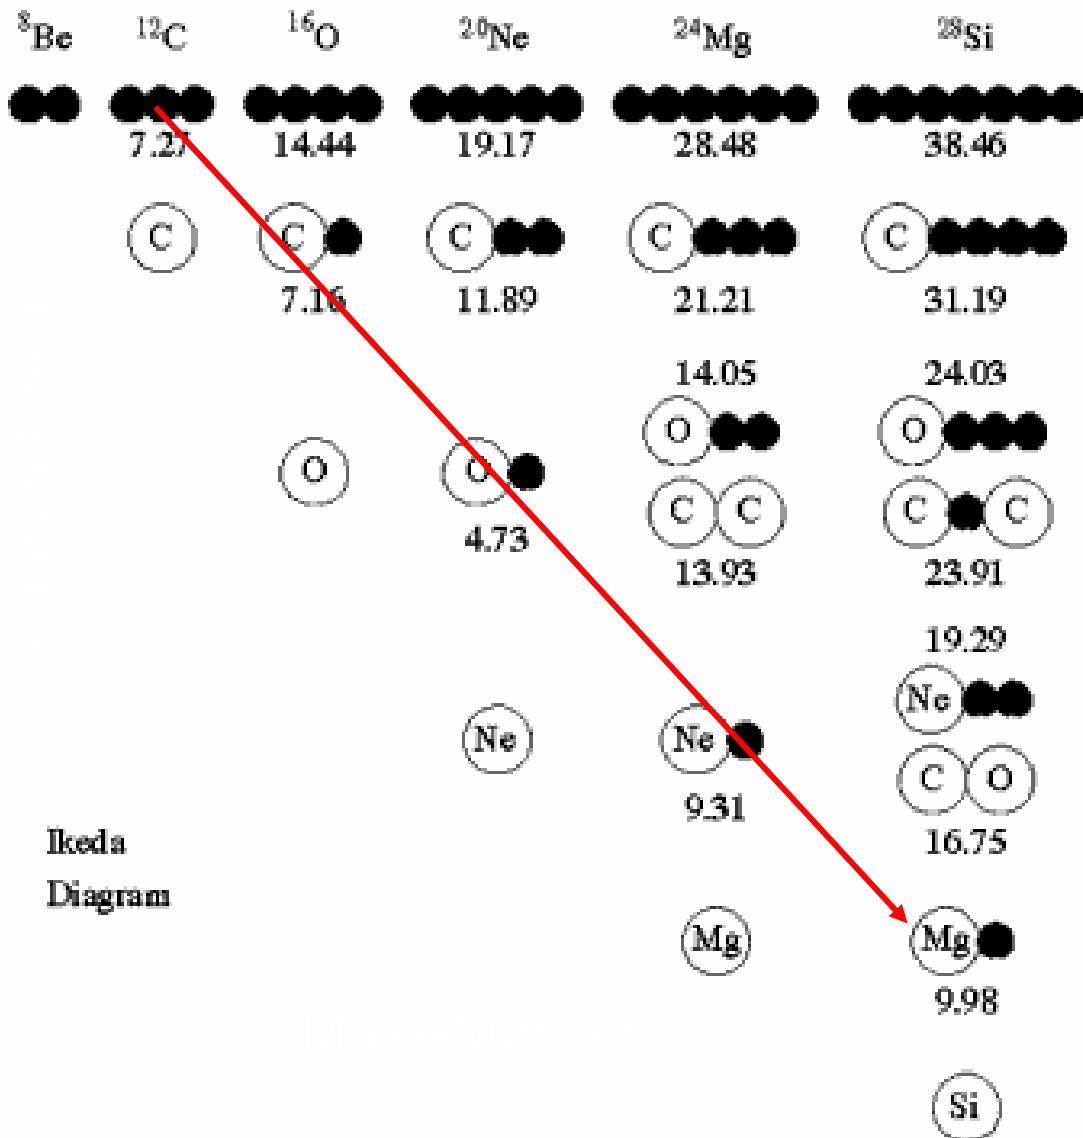 ⁸Be ¹²C ¹⁶O ²⁰Ne ²⁴Mg ²⁸Si
7.27 14.44 19.17 28.48 38.46
C C C C C
7.16 11.89 21.21 31.19
14.05 24.03
O O O O
C C C C
4.73 13.93 23.91
19.29
Ne
Ne Ne
C O
9.31
Ikeda 16.75
Diagram
Mg Mg
9.98
Si